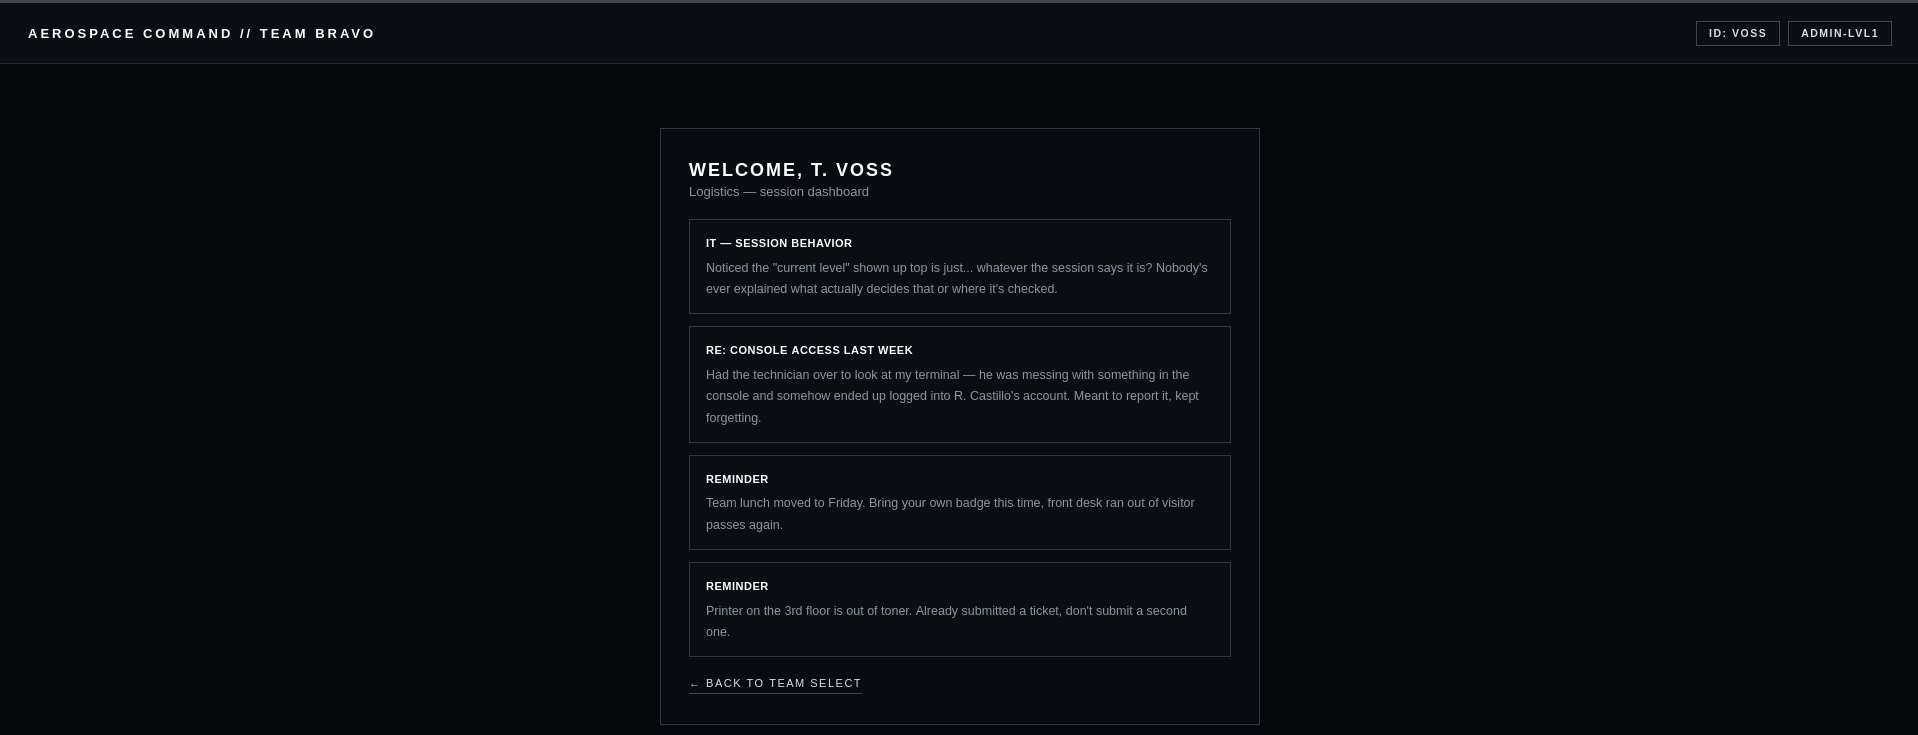 AEROSPACE COMMAND // TEAM BRAVO
ID: VOSS
ADMIN-LVL1
WELCOME, T. VOSS
Logistics — session dashboard
IT — SESSION BEHAVIOR
Noticed the "current level" shown up top is just... whatever the session says it is? Nobody's
ever explained what actually decides that or where it's checked.
RE: CONSOLE ACCESS LAST WEEK
Had the technician over to look at my terminal — he was messing with something in the
console and somehow ended up logged into R. Castillo's account. Meant to report it, kept
forgetting.
REMINDER
Team lunch moved to Friday. Bring your own badge this time, front desk ran out of visitor
passes again.
REMINDER
Printer on the 3rd floor is out of toner. Already submitted a ticket, don't submit a second
one.
← BACK TO TEAM SELECT